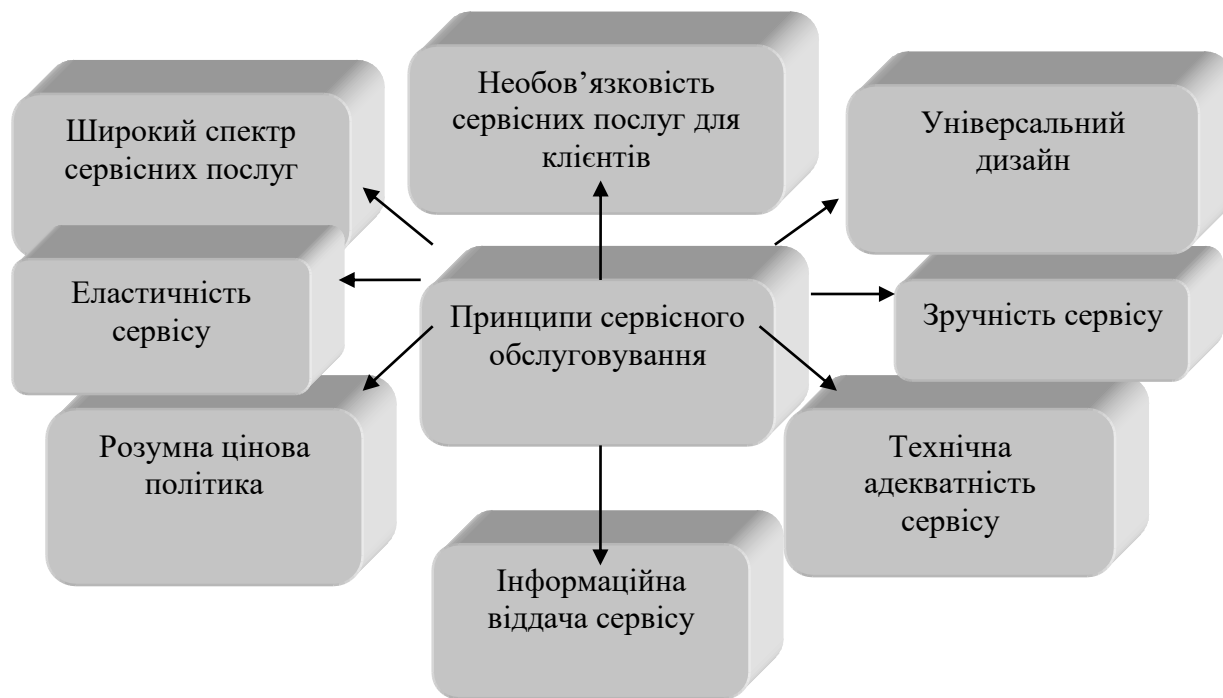 Необов’язковість
сервісних послуг для
клієнтів
Широкий спектр
сервісних послуг
Універсальний
дизайн
Еластичність
сервісу
Принципи сервісного
обслуговування
Зручність сервісу
Розумна цінова
політика
Технічна
адекватність
сервісу
Інформаційна
віддача сервісу